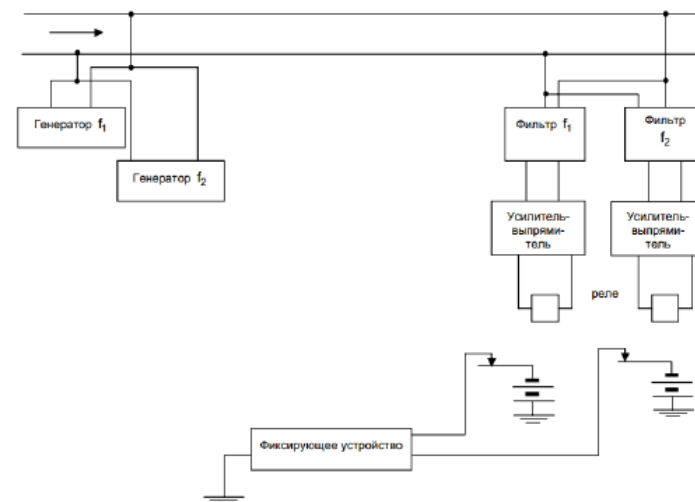 Генератор f1
Генератор f2
Фильтр f1
Фильтр
f2
Усилитель-
выпрями-
тель
Усилитель-
выпрями-
тель
реле
Фиксирующее устройство